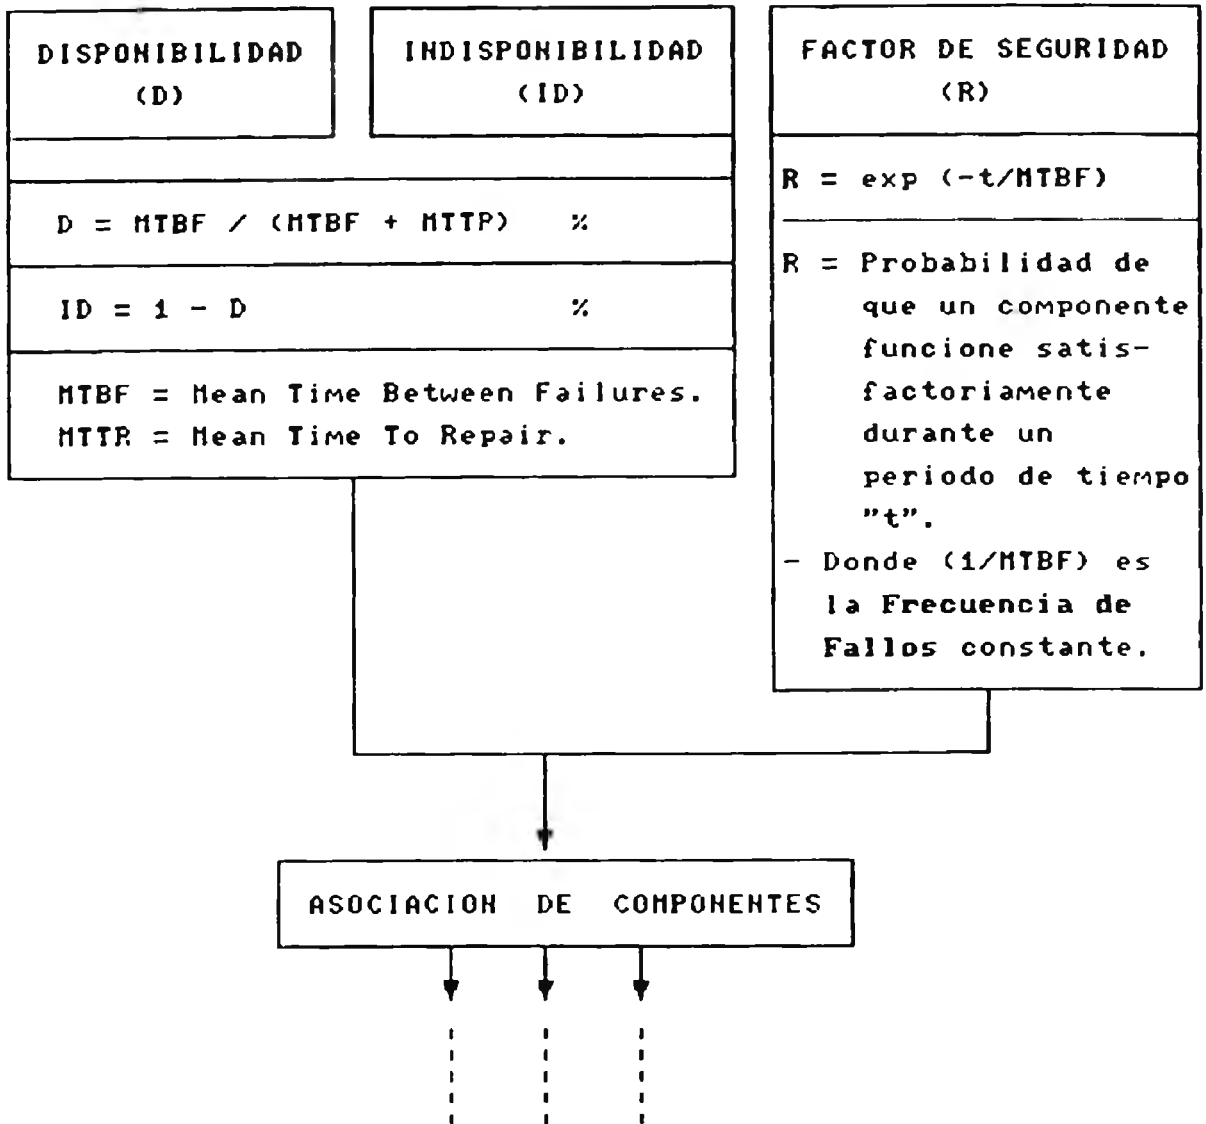 DISPONIBILIDAD
(D)
INDISPONIBILIDAD
(ID)
D = MTBF / (MTBF + MTTR) %
ID = 1 - D %
MTBF = Mean Time Between Failures.
MTTR = Mean Time To Repair.
FACTOR DE SEGURIDAD
(R)
R = exp (-t/MTBF)
R = Probabilidad de
que un componente
funcione satis-
factoriamente
durante un
periodo de tiempo
"t".
- Donde (1/MTBF) es
la Frecuencia de
Fallos constante.
ASOCIACION DE COMPONENTES